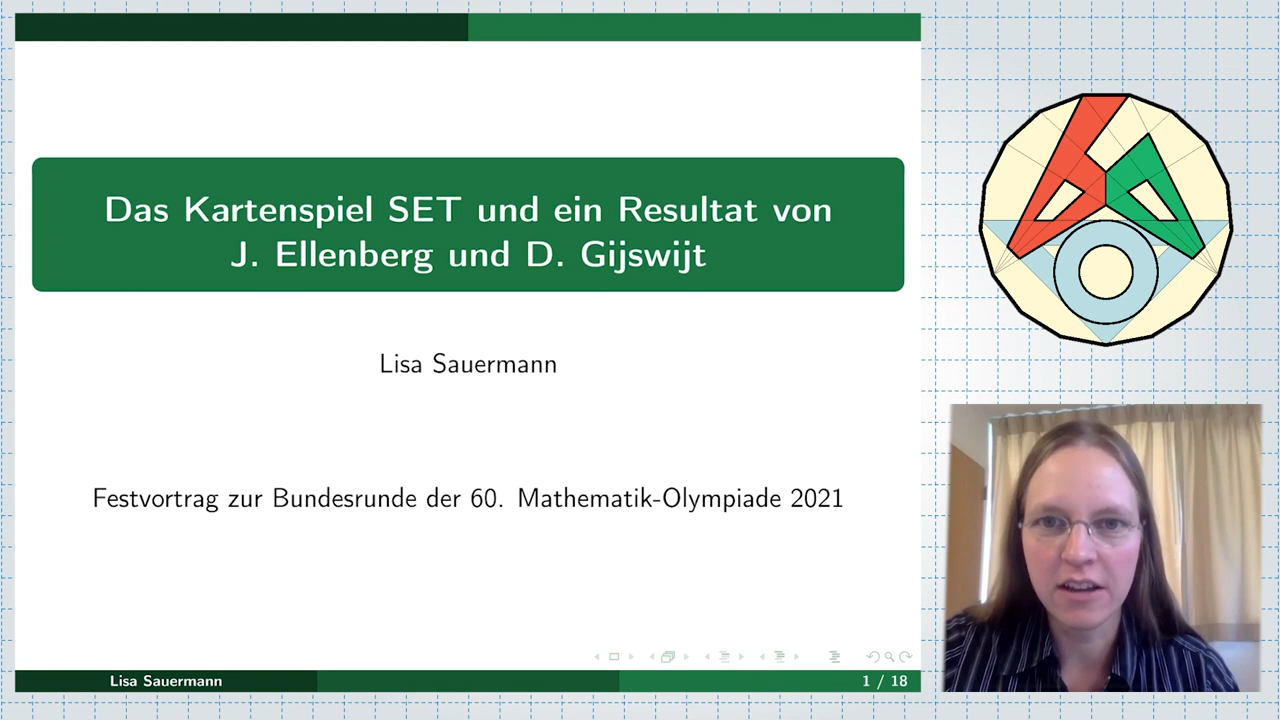 Das Kartenspiel SET und ein Resultat von
J. Ellenberg und D. Gijswijt
Lisa Sauermann
Festvortrag zur Bundesrunde der 60. Mathematik-Olympiade 2021
Lisa Sauermann
1 / 18